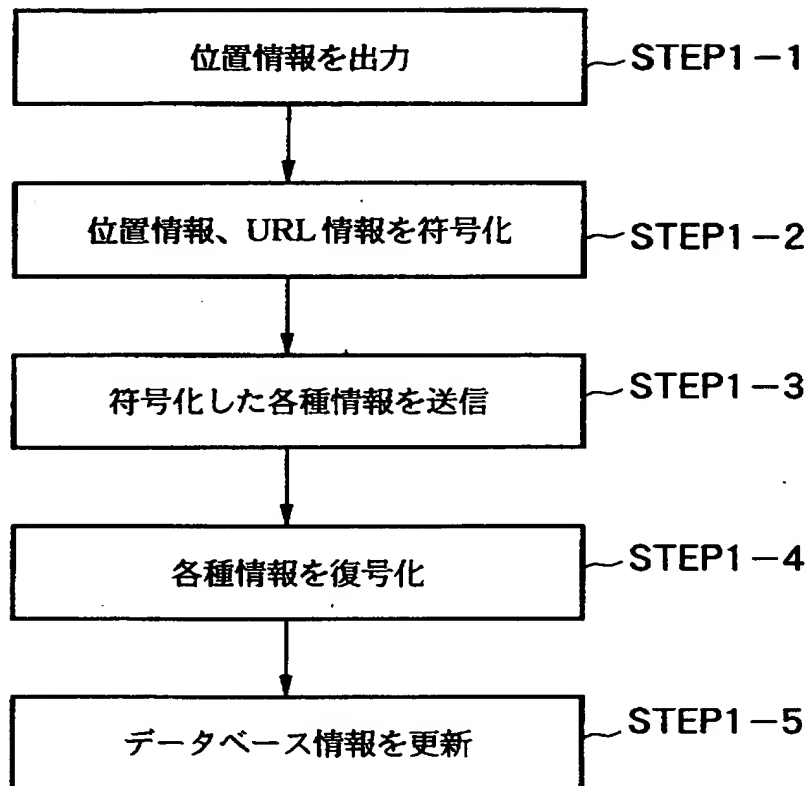 位置情報を出力
STEP1-1
位置情報、URL情報を符号化
STEP1-2
符号化した各種情報を送信
STEP1-3
各種情報を復号化
STEP1-4
データベース情報を更新
STEP1-5